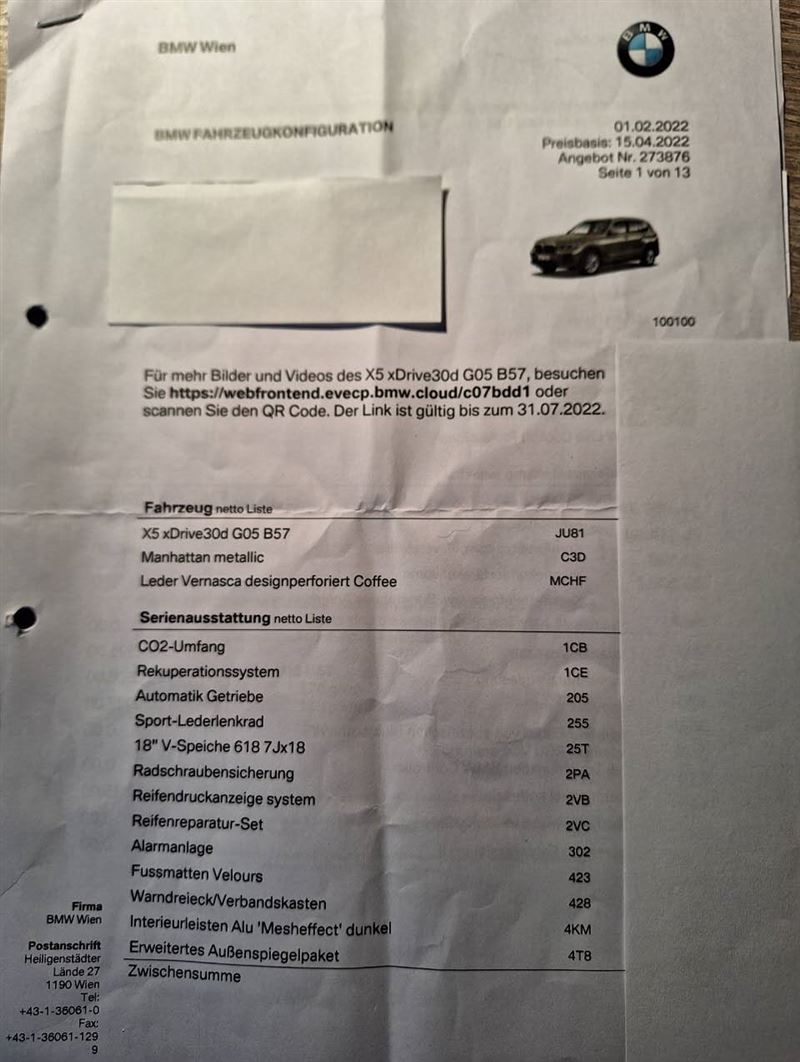 BMW Wien
BMW
BMW FAHRZEUGKONFIGURATION
01.02.2022
Preisbasis: 15.04.2022
Angebot Nr. 273876
Seite 1 von 13
100100
Für mehr Bilder und Videos des X5 xDrive30d G05 B57, besuchen
Sie https://webfrontend.evecp.bmw.cloud/c07bdd1 oder
scannen Sie den QR Code. Der Link ist gültig bis zum 31.07.2022.
Fahrzeug netto Liste
X5 xDrive30d G05 B57 JU81
Manhattan metallic C3D
Leder Vernasca designperforiert Coffee MCHF
Serienausstattung netto Liste
CO2-Umfang 1CB
Rekuperationssystem 1CE
Automatik Getriebe 205
Sport-Lederlenkrad 255
18" V-Speiche 618 7Jx18 25T
Radschraubensicherung 2PA
Reifendruckanzeige system 2VB
Reifenreparatur-Set 2VC
Alarmanlage 302
Fussmatten Velours 423
Warndreieck/Verbandskasten 428
Interieurleisten Alu 'Mesheffect' dunkel 4KM
Erweitertes Außenspiegelpaket 4T8
Zwischensumme
Firma
BMW Wien
Postanschrift
Heiligenstädter
Lände 27
1190 Wien
Tel:
+43-1-36061-0
Fax:
+43-1-36061-129
9